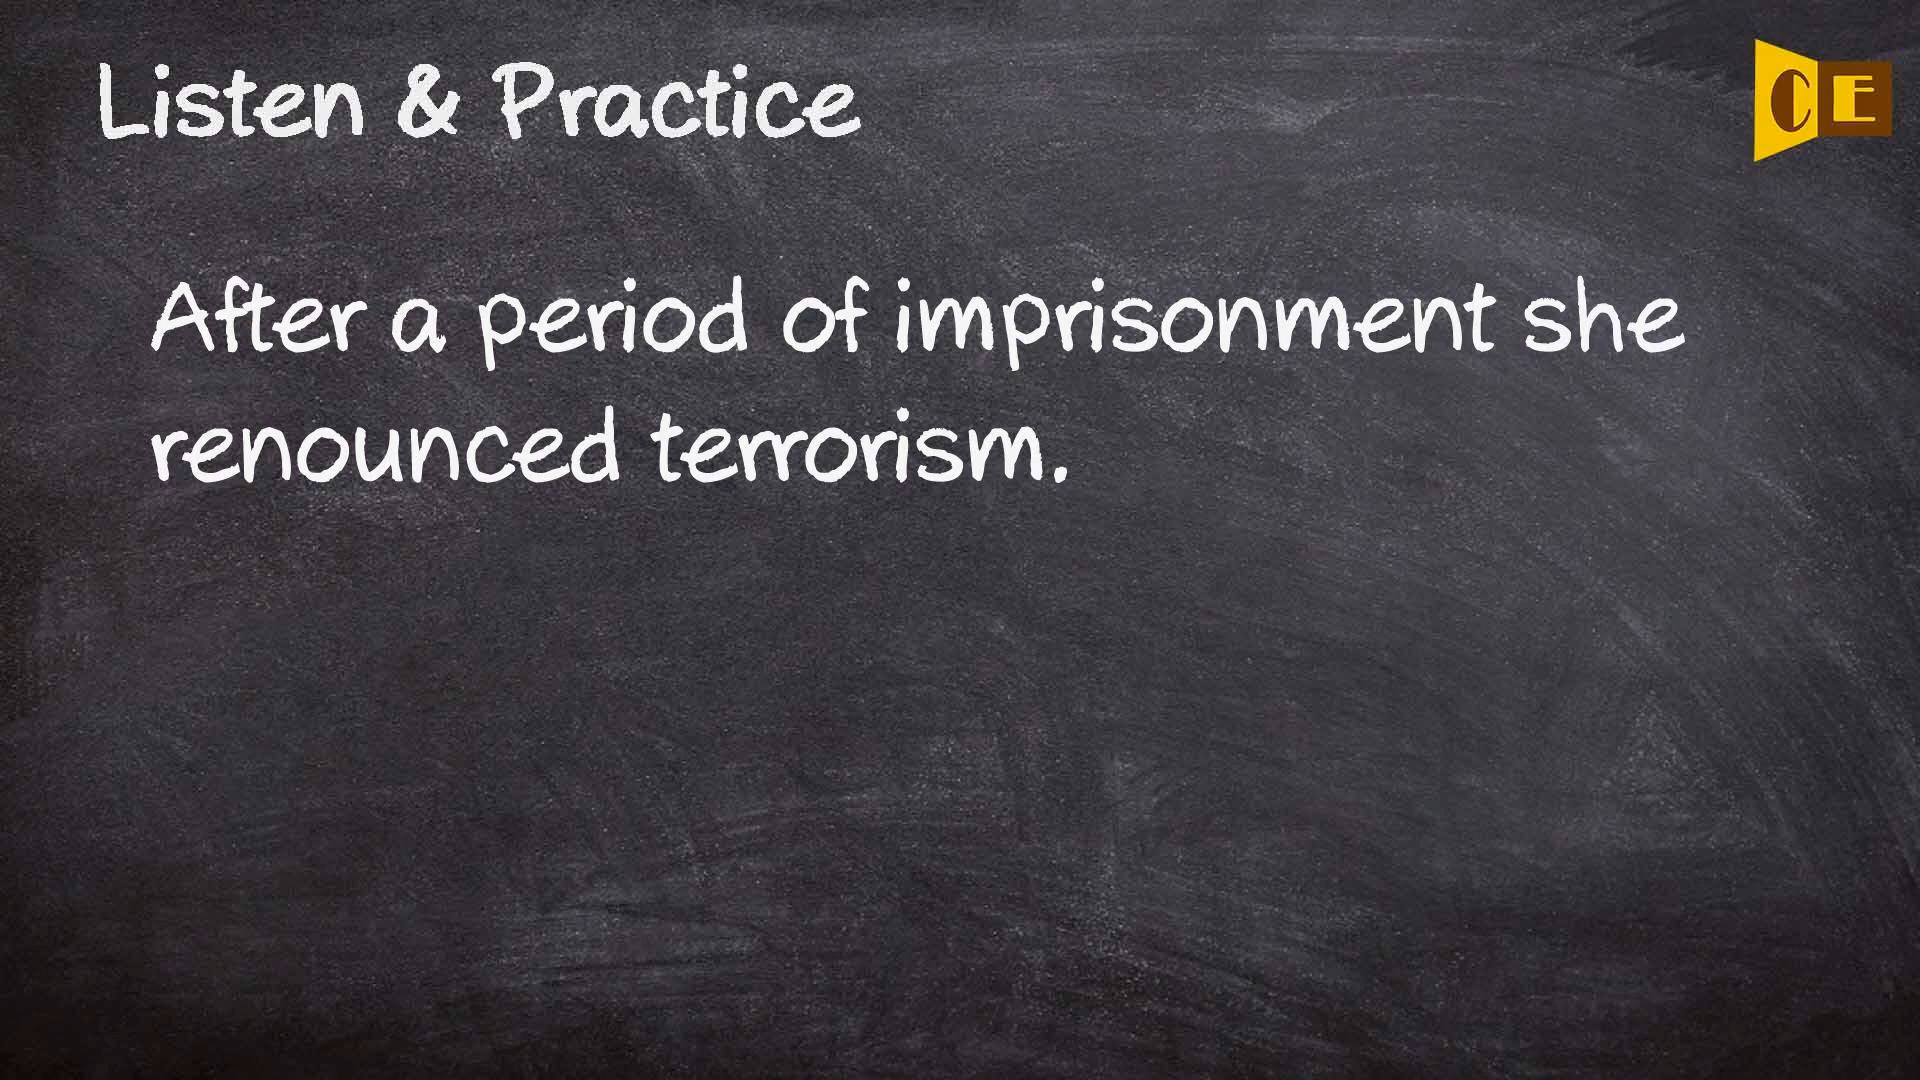 Listen & Practice
CE
After a period of imprisonment she
renounced terrorism.